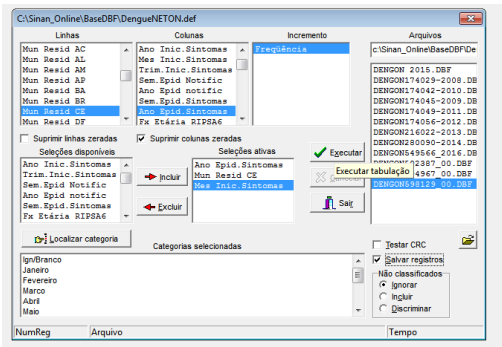 C:\Sinan_Online\BaseDBF\DengueNETON.def
Linhas
Colunas
Incremento
Arquivos
Mun Resid AC
Mun Resid AL
Mun Resid AM
Mun Resid AP
Mun Resid BA
Mun Resid BR
Mun Resid CE
Mun Resid DF
Ano Inic.Sintomas
Mes Inic.Sintomas
Trim.Inic.Sintomas
Sem.Epid Notific
Ano Epid notific
Sem.Epid.Sintomas
Ano Epid.Sintomas
Fx Etária RIPSA6
Freqüência
c:\Sinan_Online\BaseDBF\De
DENGON 2015.DBF
DENGON174029-2008.DB
DENGON174042-2010.DB
DENGON174045-2009.DB
DENGON174049-2011.DB
DENGON174056-2012.DB
DENGON216022-2013.DB
DENGON280090-2014.DB
DENGON549566_2016.DB
02387_00.DBF
4967_00.DBF
DENGON598129_00.DBF
Suprimir linhas zeradas
Suprimir colunas zeradas
Seleções disponíveis
Seleções ativas
Ano Inic.Sintomas
Trim.Inic.Sintomas
Sem.Epid Notific
Ano Epid notific
Sem.Epid.Sintomas
Fx Etária RIPSA6
Incluir
Excluir
Ano Epid.Sintomas
Mun Resid CE
Mes Inic.Sintomas
Executar
Executar tabulação
Sair
Localizar categoria
Categorias selecionadas
Ign/Branco
Janeiro
Fevereiro
Marco
Abril
Maio
Testar CRC
Salvar registros
Não classificados
Ignorar
Incluir
Discriminar
NumReg
Arquivo
Tempo